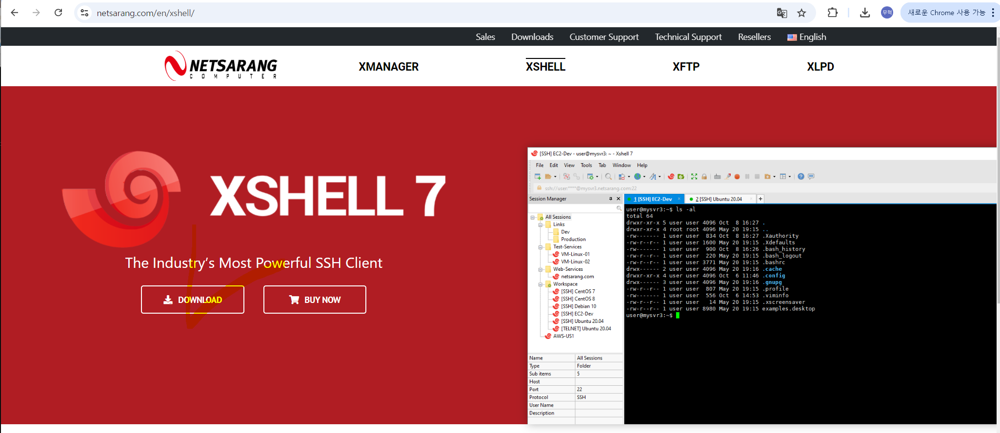 netsarang.com/en/xshell/
무혁
새로운 Chrome 사용 가능
Sales Downloads Customer Support Technical Support Resellers English
NETSARANG
COMPUTER
XMANAGER XSHELL XFTP XLPD
XSHELL 7
The Industry's Most Powerful SSH Client
DOWNLOAD BUY NOW
[SSH] EC2-Dev - user@mysvr3: ~ - Xshell 7
File Edit View Tools Tab Window Help
ssh://user:****@mysvr3.netsarang.com:22
Session Manager
All Sessions
Links
Dev
Production
Test-Services
VM-Linux-01
VM-Linux-02
Web-Services
netsarang.com
Workspace
[SSH] CentOS 7
[SSH] CentOS 8
[SSH] Debian 10
[SSH] EC2-Dev
[SSH] Ubuntu 20.04
[TELNET] Ubuntu 20.04
AWS-US1
Name All Sessions
Type Folder
Sub items 5
Host
Port 22
Protocol SSH
User Name
Description
1 [SSH] EC2-Dev × 2 [SSH] Ubuntu 20.04 × +
user@mysvr3:~$ ls -al
total 64
drwxr-xr-x 5 user user 4096 Oct  8 16:27 .
drwxr-xr-x 4 root root 4096 May 20 19:15 ..
-rw------- 1 user user  834 Oct  8 16:27 .Xauthority
-rw-r--r-- 1 user user 1600 May 20 19:15 .Xdefaults
-rw------- 1 user user  900 Oct  8 16:26 .bash_history
-rw-r--r-- 1 user user  220 May 20 19:15 .bash_logout
-rw-r--r-- 1 user user 3771 May 20 19:15 .bashrc
drwx------ 2 user user 4096 May 20 19:16 .cache
drwxr-xr-x 4 user user 4096 Oct  6 11:46 .config
drwx------ 3 user user 4096 May 20 19:16 .gnupg
-rw-r--r-- 1 user user  807 May 20 19:15 .profile
-rw------- 1 user user  556 Oct  6 14:53 .viminfo
-rw-r--r-- 1 user user   14 May 20 19:15 .xscreensaver
-rw-r--r-- 1 user user 8980 May 20 19:15 examples.desktop
user@mysvr3:~$